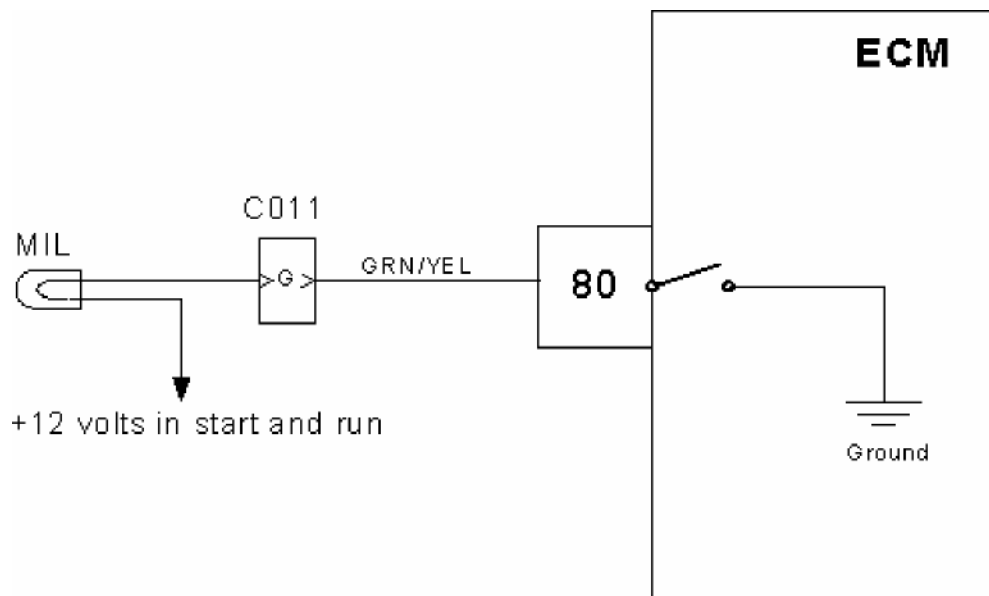 ECM
C011
MIL
G
GRN/YEL
80
+12 volts in start and run
Ground